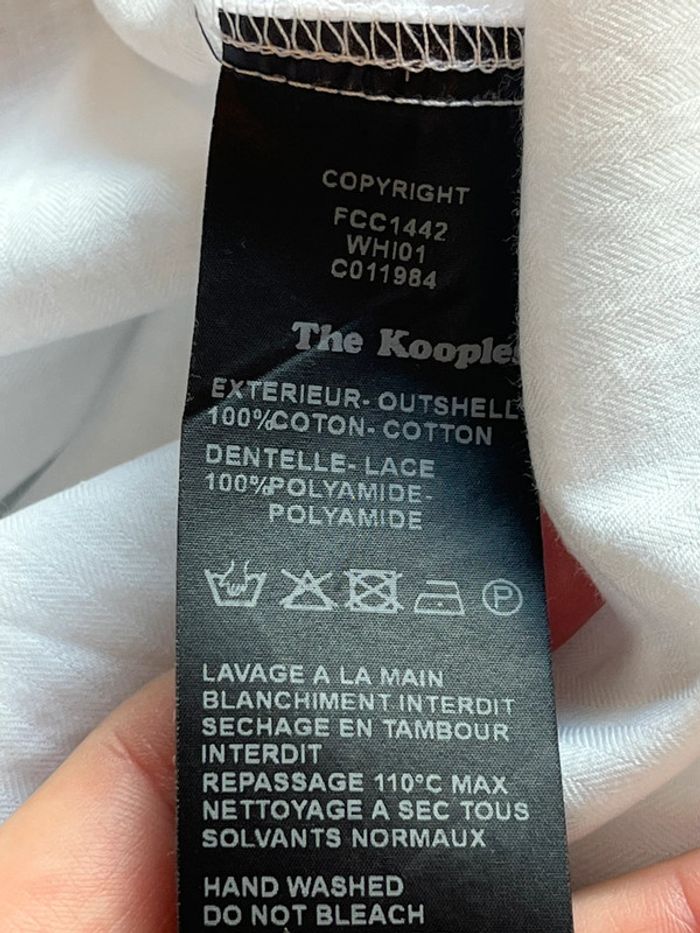 COPYRIGHT
FCC1442
WHI01
C011984
The Kooples
EXTERIEUR- OUTSHELL
100%COTON- COTTON
DENTELLE- LACE
100%POLYAMIDE-
POLYAMIDE
P
LAVAGE A LA MAIN
BLANCHIMENT INTERDIT
SECHAGE EN TAMBOUR
INTERDIT
REPASSAGE 110°C MAX
NETTOYAGE A SEC TOUS
SOLVANTS NORMAUX
HAND WASHED
DO NOT BLEACH